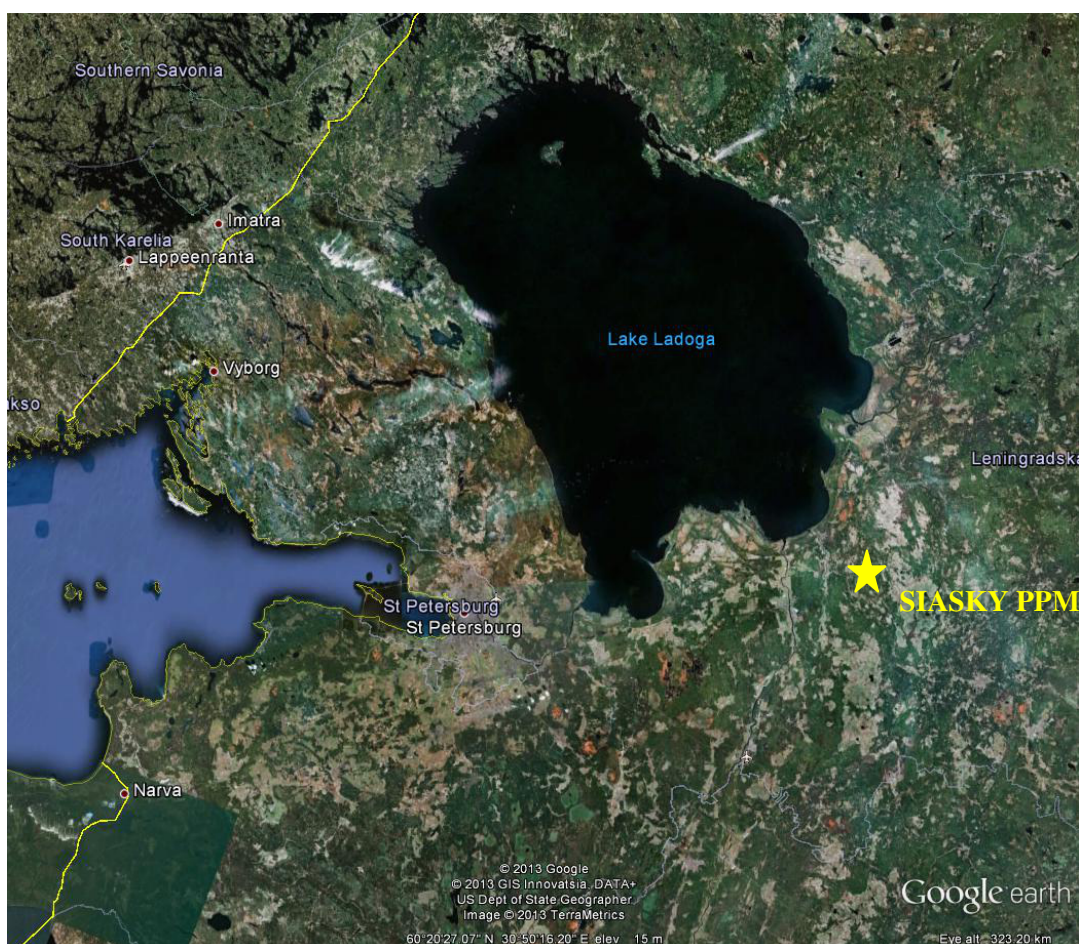 Southern Savonia
Imatra
South Karelia
Lappeenranta
Lake Ladoga
Vyborg
kso
Leningradska
SIASKY PPM
St Petersburg
St Petersburg
Narva
© 2013 Google
© 2013 GIS Innovatsia, DATA+
US Dept of State Geographer
Image © 2013 TerraMetrics
Google earth
60°20'27.07" N 30°50'16.20" E elev 15 m
Eye alt 323.20 km